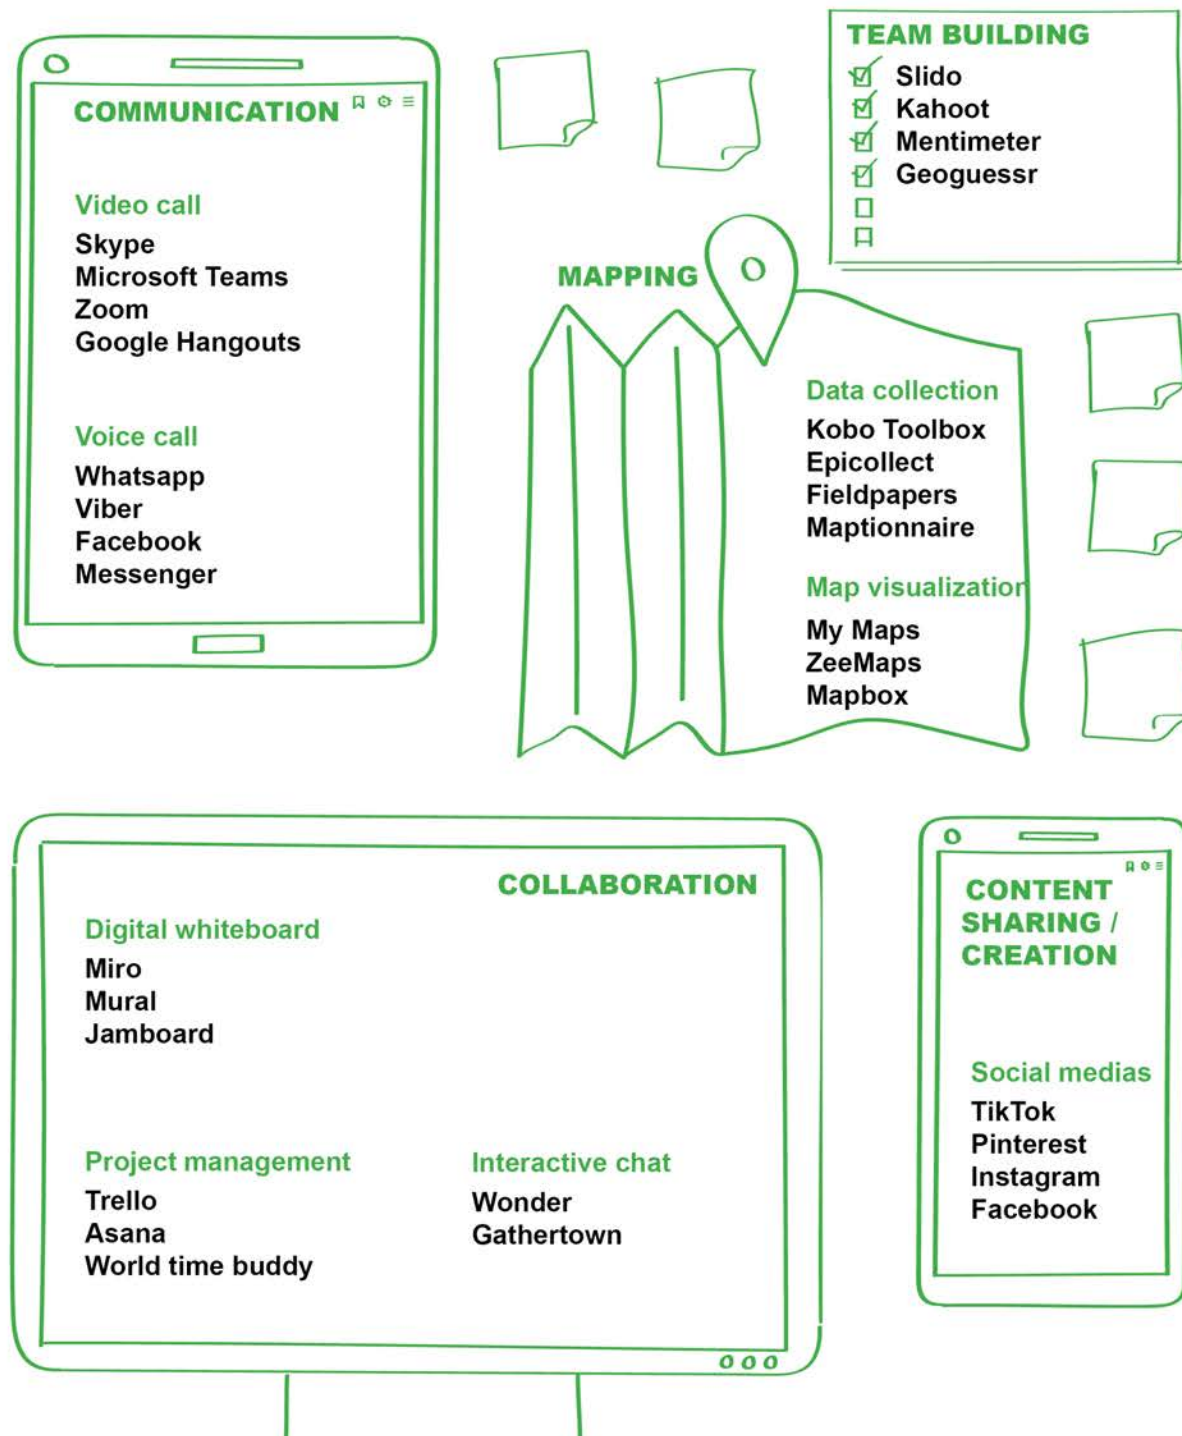 COMMUNICATION
Video call
Skype
Microsoft Teams
Zoom
Google Hangouts
Voice call
Whatsapp
Viber
Facebook
Messenger
TEAM BUILDING
Slido
Kahoot
Mentimeter
Geoguessr
MAPPING
Data collection
Kobo Toolbox
Epicollect
Fieldpapers
Maptionnaire
Map visualization
My Maps
ZeeMaps
Mapbox
COLLABORATION
Digital whiteboard
Miro
Mural
Jamboard
Project management
Trello
Asana
World time buddy
Interactive chat
Wonder
Gathertown
CONTENT
SHARING /
CREATION
Social medias
TikTok
Pinterest
Instagram
Facebook